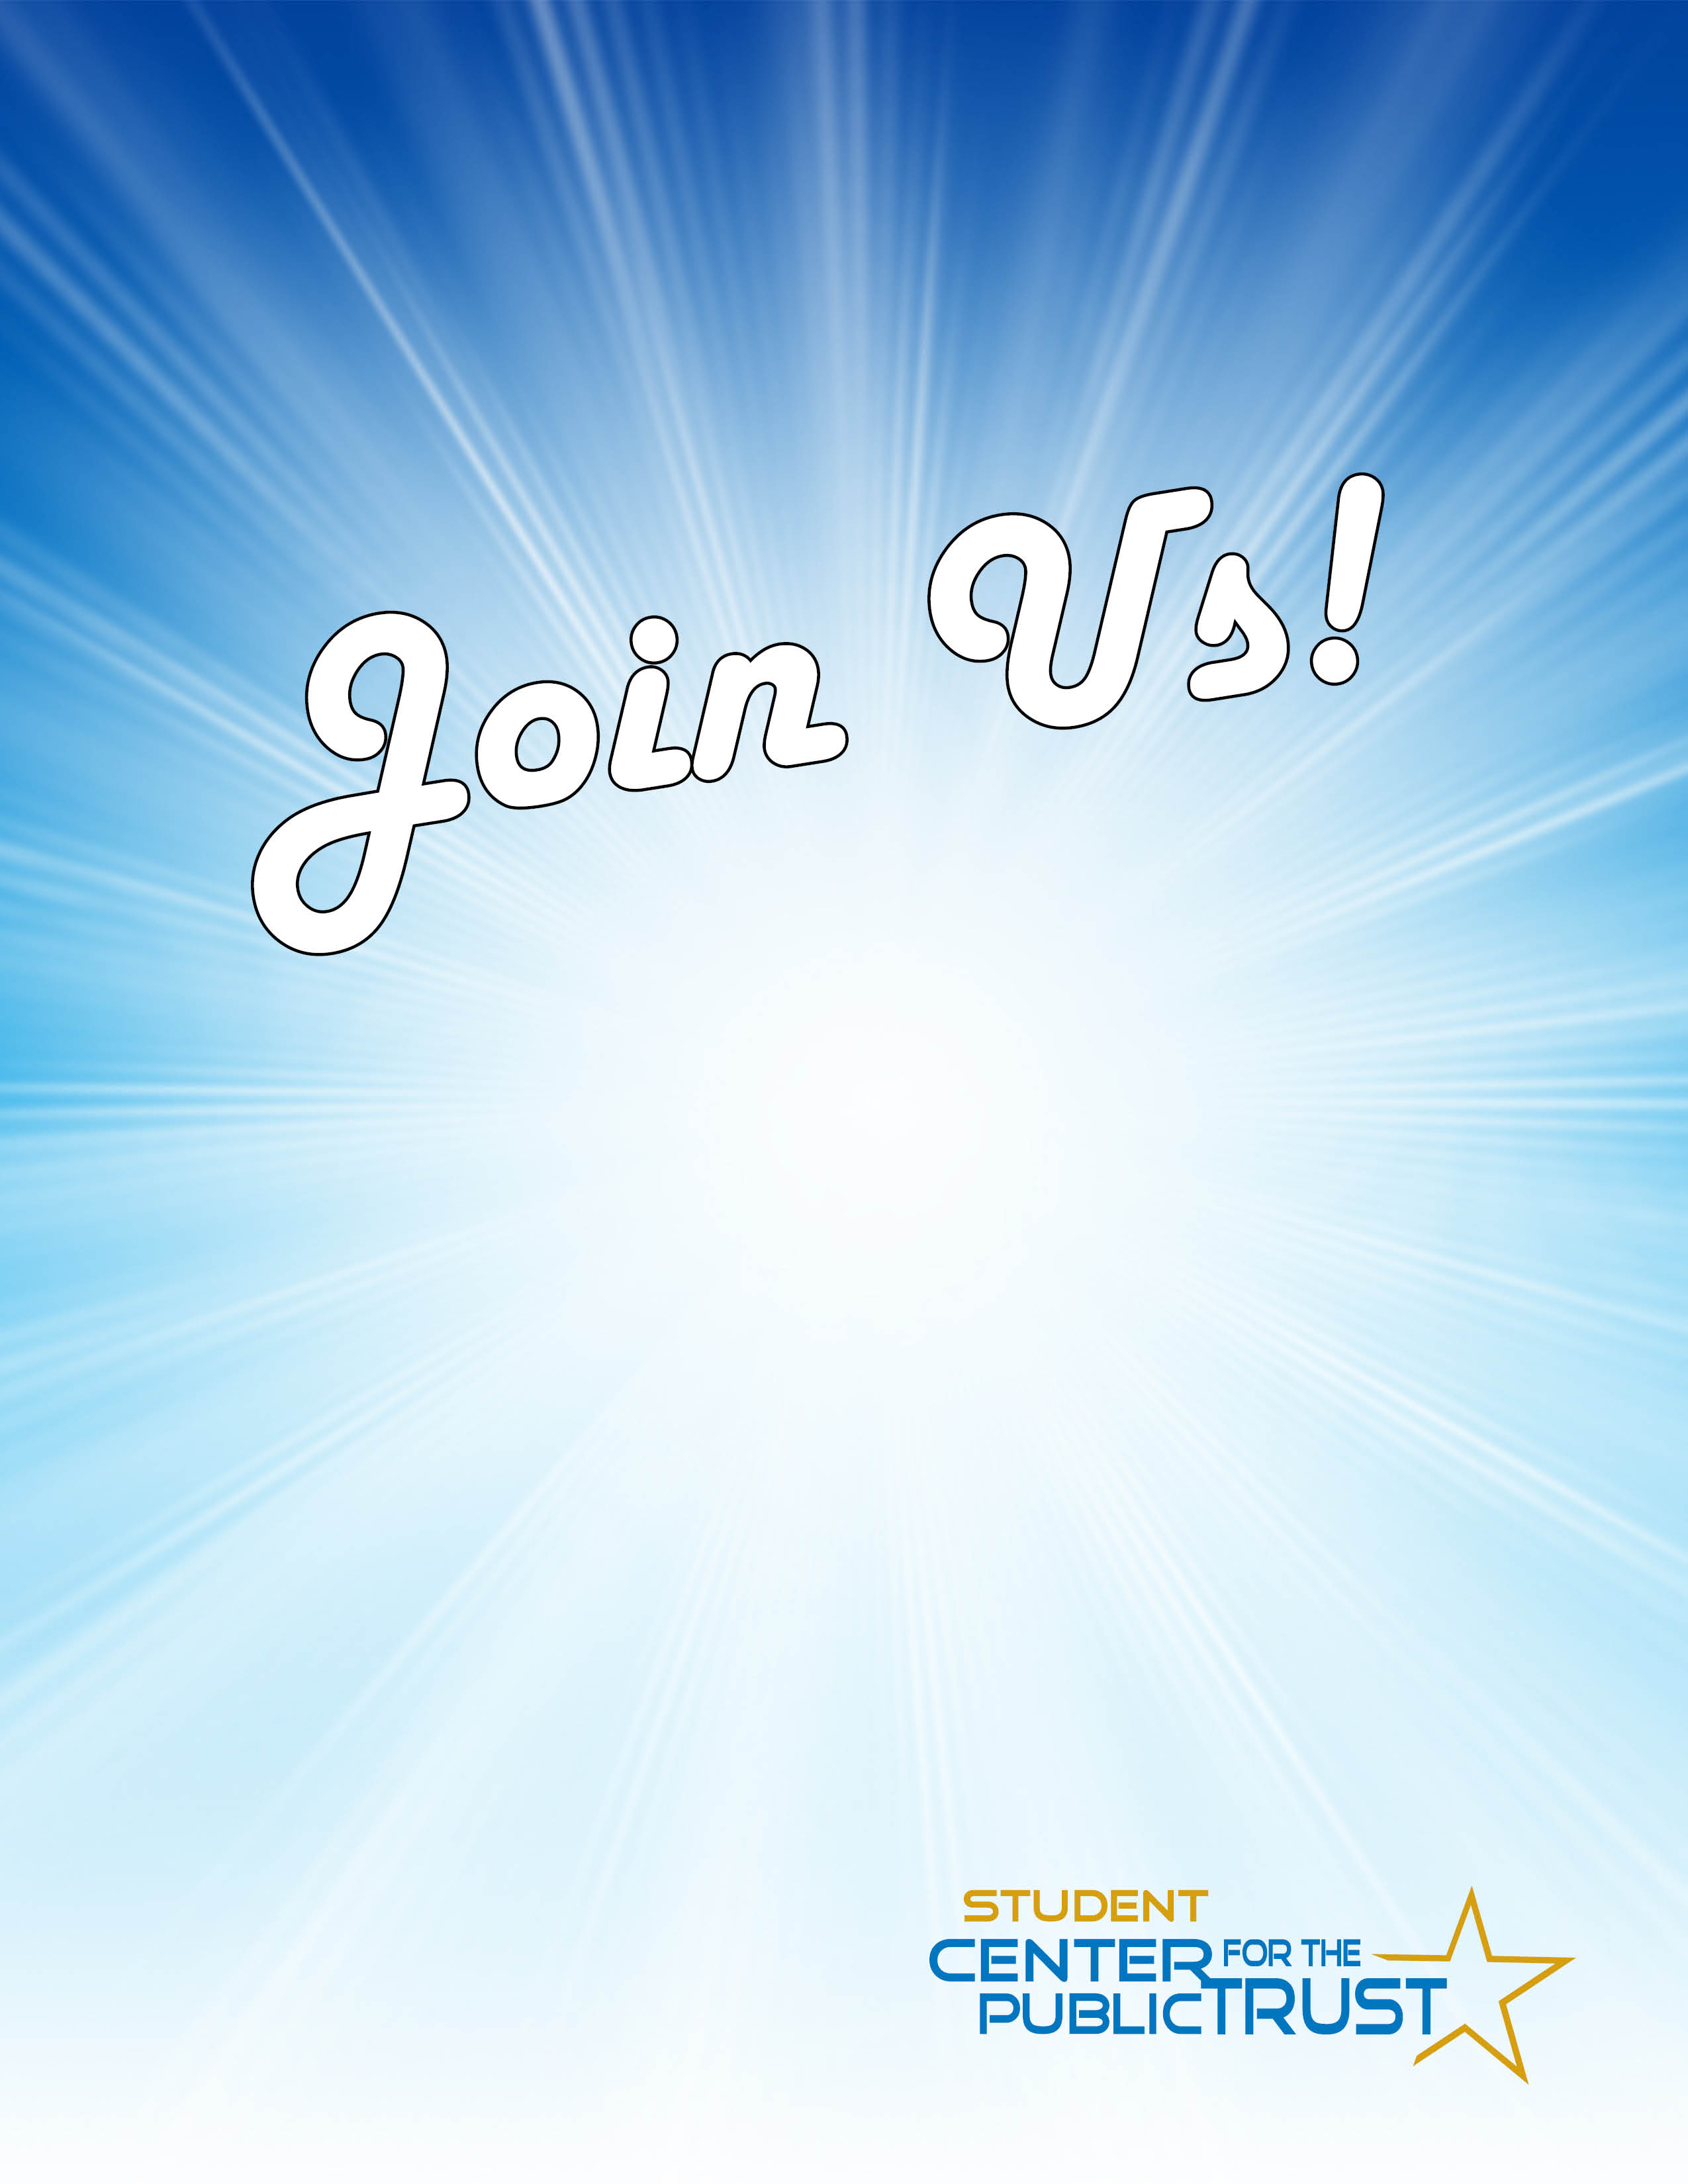 Join Us!
STUDENT
CENTER FOR THE
PUBLIC TRUST